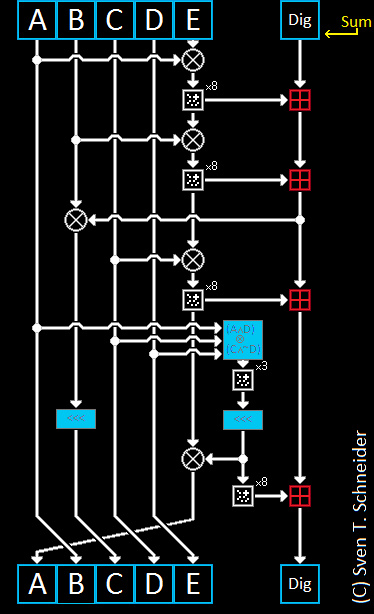 A B C D E Dig
Sum
x8
x8
x8
(A∧D)
⊕
(C∧¬D)
x3
<<< <<<
x8
A B C D E Dig
(C) Sven T. Schneider